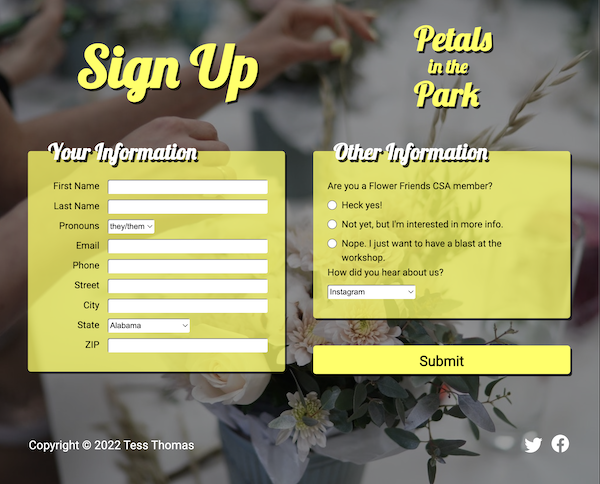 Sign Up
Petals
in the
Park
Your Information
First Name
Last Name
Pronouns they/them
Email
Phone
Street
City
State Alabama
ZIP
Other Information
Are you a Flower Friends CSA member?
Heck yes!
Not yet, but I'm interested in more info.
Nope. I just want to have a blast at the
workshop.
How did you hear about us?
Instagram
Submit
Copyright © 2022 Tess Thomas